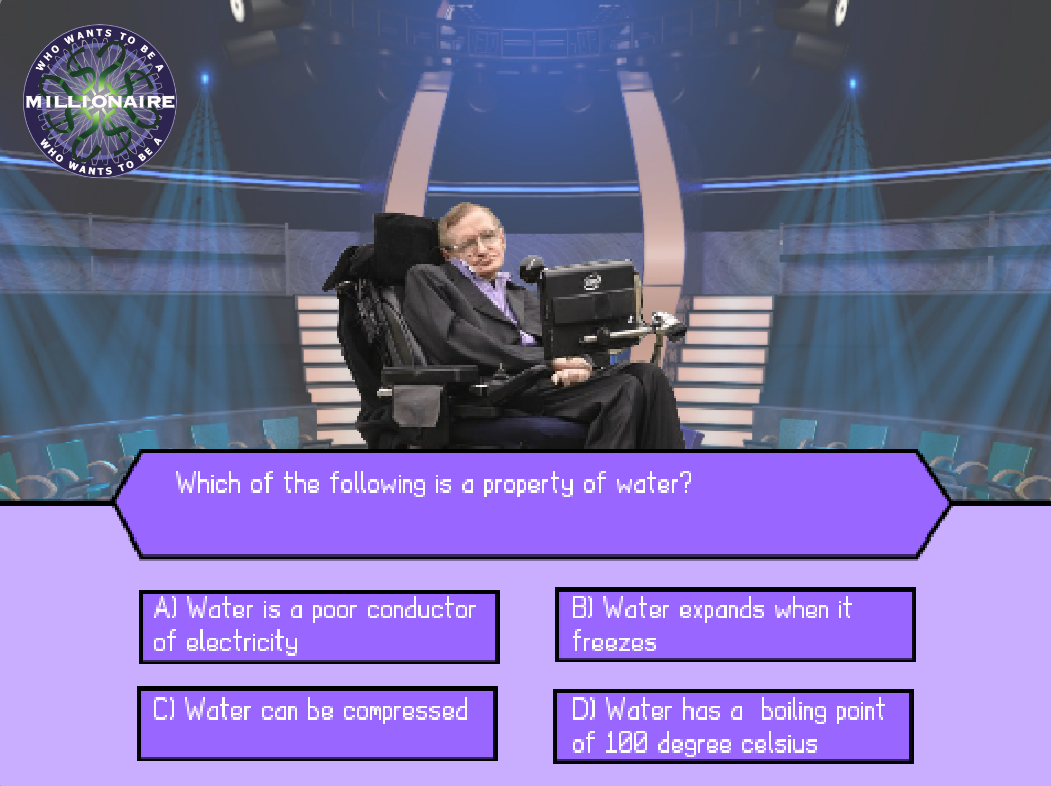 WHO WANTS TO BE A
MILLIONAIRE
WHO WANTS TO BE A
intel
Which of the following is a property of water?
A) Water is a poor conductor
of electricity
B) Water expands when it
freezes
C) Water can be compressed
D) Water has a  boiling point
of 100 degree celsius